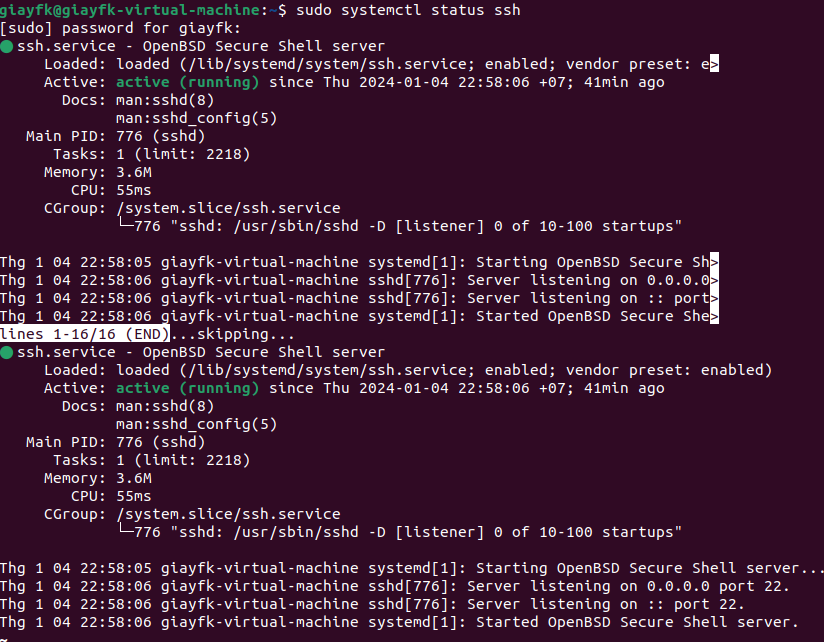 giayfk@giayfk-virtual-machine:~$ sudo systemctl status ssh
[sudo] password for giayfk:
ssh.service - OpenBSD Secure Shell server
Loaded: loaded (/lib/systemd/system/ssh.service; enabled; vendor preset: e>
Active: active (running) since Thu 2024-01-04 22:58:06 +07; 41min ago
Docs: man:sshd(8)
man:sshd_config(5)
Main PID: 776 (sshd)
Tasks: 1 (limit: 2218)
Memory: 3.6M
CPU: 55ms
CGroup: /system.slice/ssh.service
└─776 "sshd: /usr/sbin/sshd -D [listener] 0 of 10-100 startups"
Thg 1 04 22:58:05 giayfk-virtual-machine systemd[1]: Starting OpenBSD Secure Sh>
Thg 1 04 22:58:06 giayfk-virtual-machine sshd[776]: Server listening on 0.0.0.0>
Thg 1 04 22:58:06 giayfk-virtual-machine sshd[776]: Server listening on :: port>
Thg 1 04 22:58:06 giayfk-virtual-machine systemd[1]: Started OpenBSD Secure She>
lines 1-16/16 (END)...skipping...
ssh.service - OpenBSD Secure Shell server
Loaded: loaded (/lib/systemd/system/ssh.service; enabled; vendor preset: enabled)
Active: active (running) since Thu 2024-01-04 22:58:06 +07; 41min ago
Docs: man:sshd(8)
man:sshd_config(5)
Main PID: 776 (sshd)
Tasks: 1 (limit: 2218)
Memory: 3.6M
CPU: 55ms
CGroup: /system.slice/ssh.service
└─776 "sshd: /usr/sbin/sshd -D [listener] 0 of 10-100 startups"
Thg 1 04 22:58:05 giayfk-virtual-machine systemd[1]: Starting OpenBSD Secure Shell server...
Thg 1 04 22:58:06 giayfk-virtual-machine sshd[776]: Server listening on 0.0.0.0 port 22.
Thg 1 04 22:58:06 giayfk-virtual-machine sshd[776]: Server listening on :: port 22.
Thg 1 04 22:58:06 giayfk-virtual-machine systemd[1]: Started OpenBSD Secure Shell server.
~